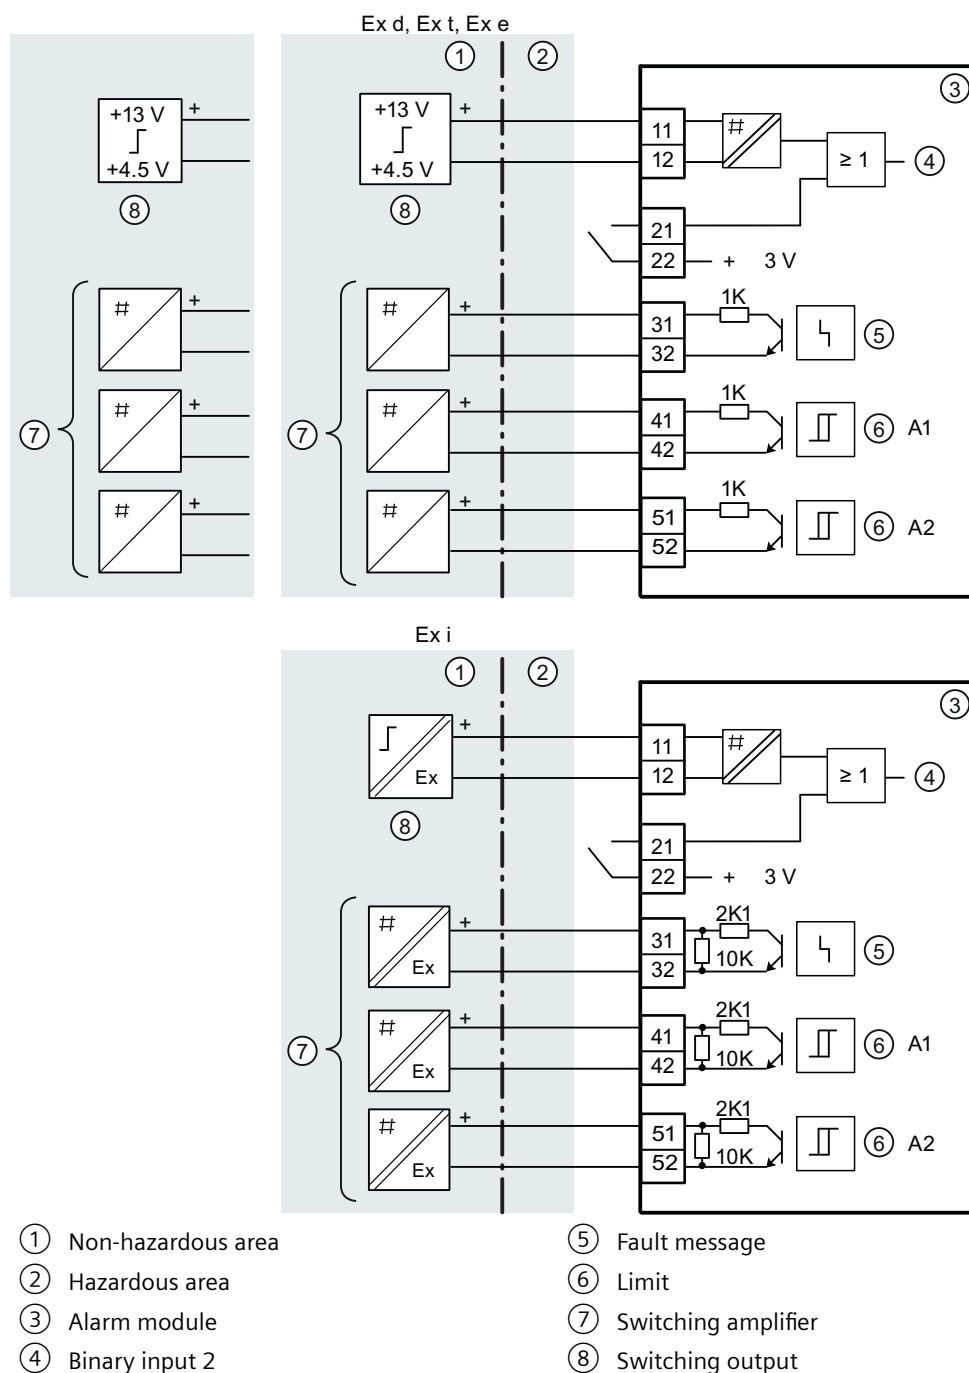 Ex d, Ex t, Ex e
① ②
③
+13 V +
+4.5 V
⑧
+13 V +
+4.5 V
⑧
11
12
#
≥ 1 ④
21
22 + 3 V
⑦
# +
# +
# +
⑦
# +
# +
# +
31
32
1K
⑤
41
42
1K
⑥ A1
51
52
1K
⑥ A2
Ex i
① ②
③
+
Ex
⑧
11
12
#
≥ 1 ④
21
22 + 3 V
⑦
# +
Ex
# +
Ex
# +
Ex
31
32
2K1
10K
⑤
41
42
2K1
10K
⑥ A1
51
52
2K1
10K
⑥ A2
① Non-hazardous area
② Hazardous area
③ Alarm module
④ Binary input 2
⑤ Fault message
⑥ Limit
⑦ Switching amplifier
⑧ Switching output